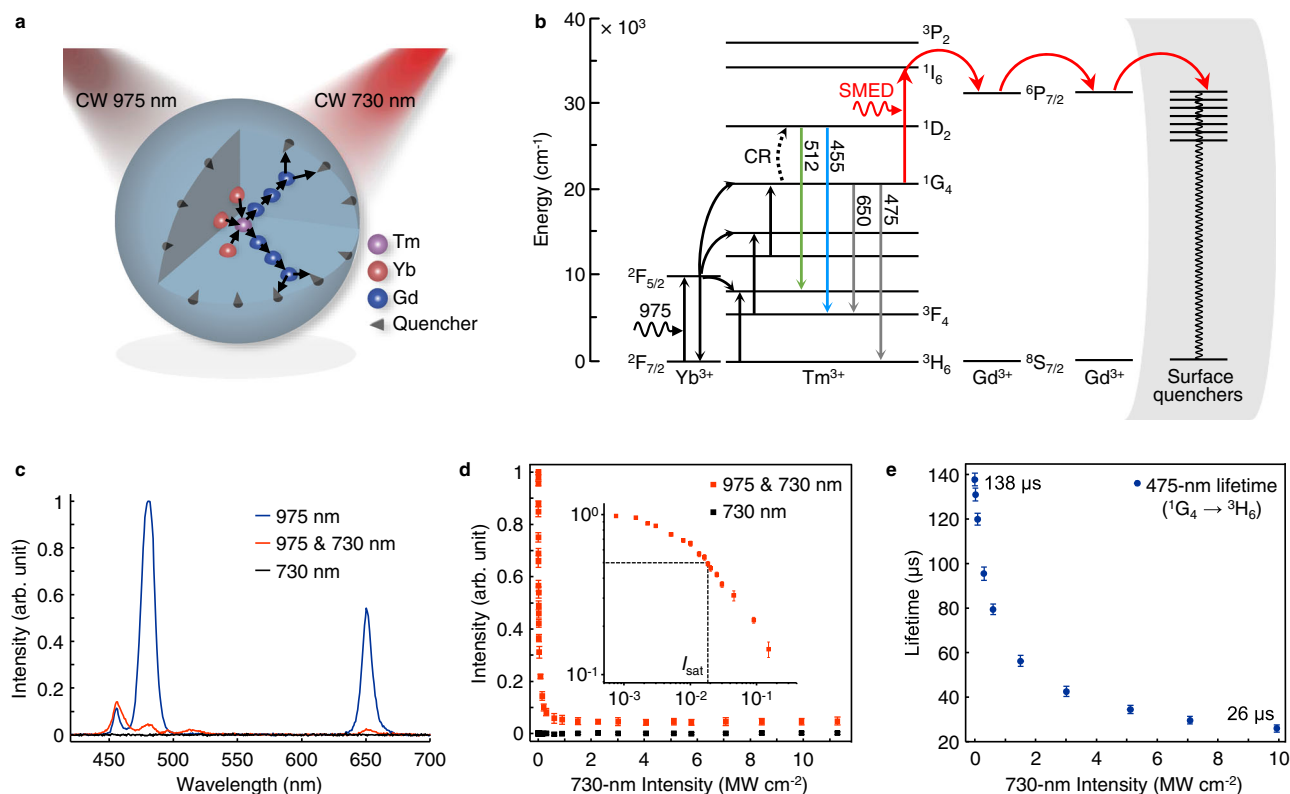 a
CW 975 nm
CW 730 nm
Tm
Yb
Gd
Quencher
b
× 10³
40
30
20
10
0
Energy (cm⁻¹)
³P₂
¹I₆
¹D₂
¹G₄
³F₄
³H₆
SMED
CR
512
455
650
475
²F₅/₂
975
²F₇/₂
Yb³⁺
Tm³⁺
⁶P₇/₂
⁸S₇/₂
Gd³⁺
Gd³⁺
Surface
quenchers
c
Intensity (arb. unit)
1
0.8
0.6
0.4
0.2
0
975 nm
975 & 730 nm
730 nm
450
500
550
600
650
700
Wavelength (nm)
d
Intensity (arb. unit)
1
0.8
0.6
0.4
0.2
0
975 & 730 nm
730 nm
10⁰
10⁻¹
Isat
10⁻³
10⁻²
10⁻¹
0
2
4
6
8
10
730-nm Intensity (MW cm⁻²)
e
Lifetime (µs)
140
120
100
80
60
40
20
138 µs
475-nm lifetime
(¹G₄ → ³H₆)
26 µs
0
2
4
6
8
10
730-nm Intensity (MW cm⁻²)